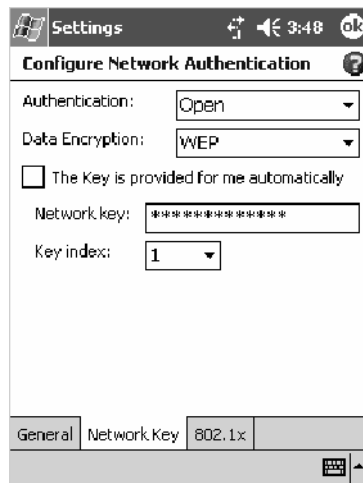 Settings 3:48 ok
Configure Network Authentication ?
Authentication: Open
Data Encryption: WEP
The Key is provided for me automatically
Network key: *************
Key index: 1
General Network Key 802.1x